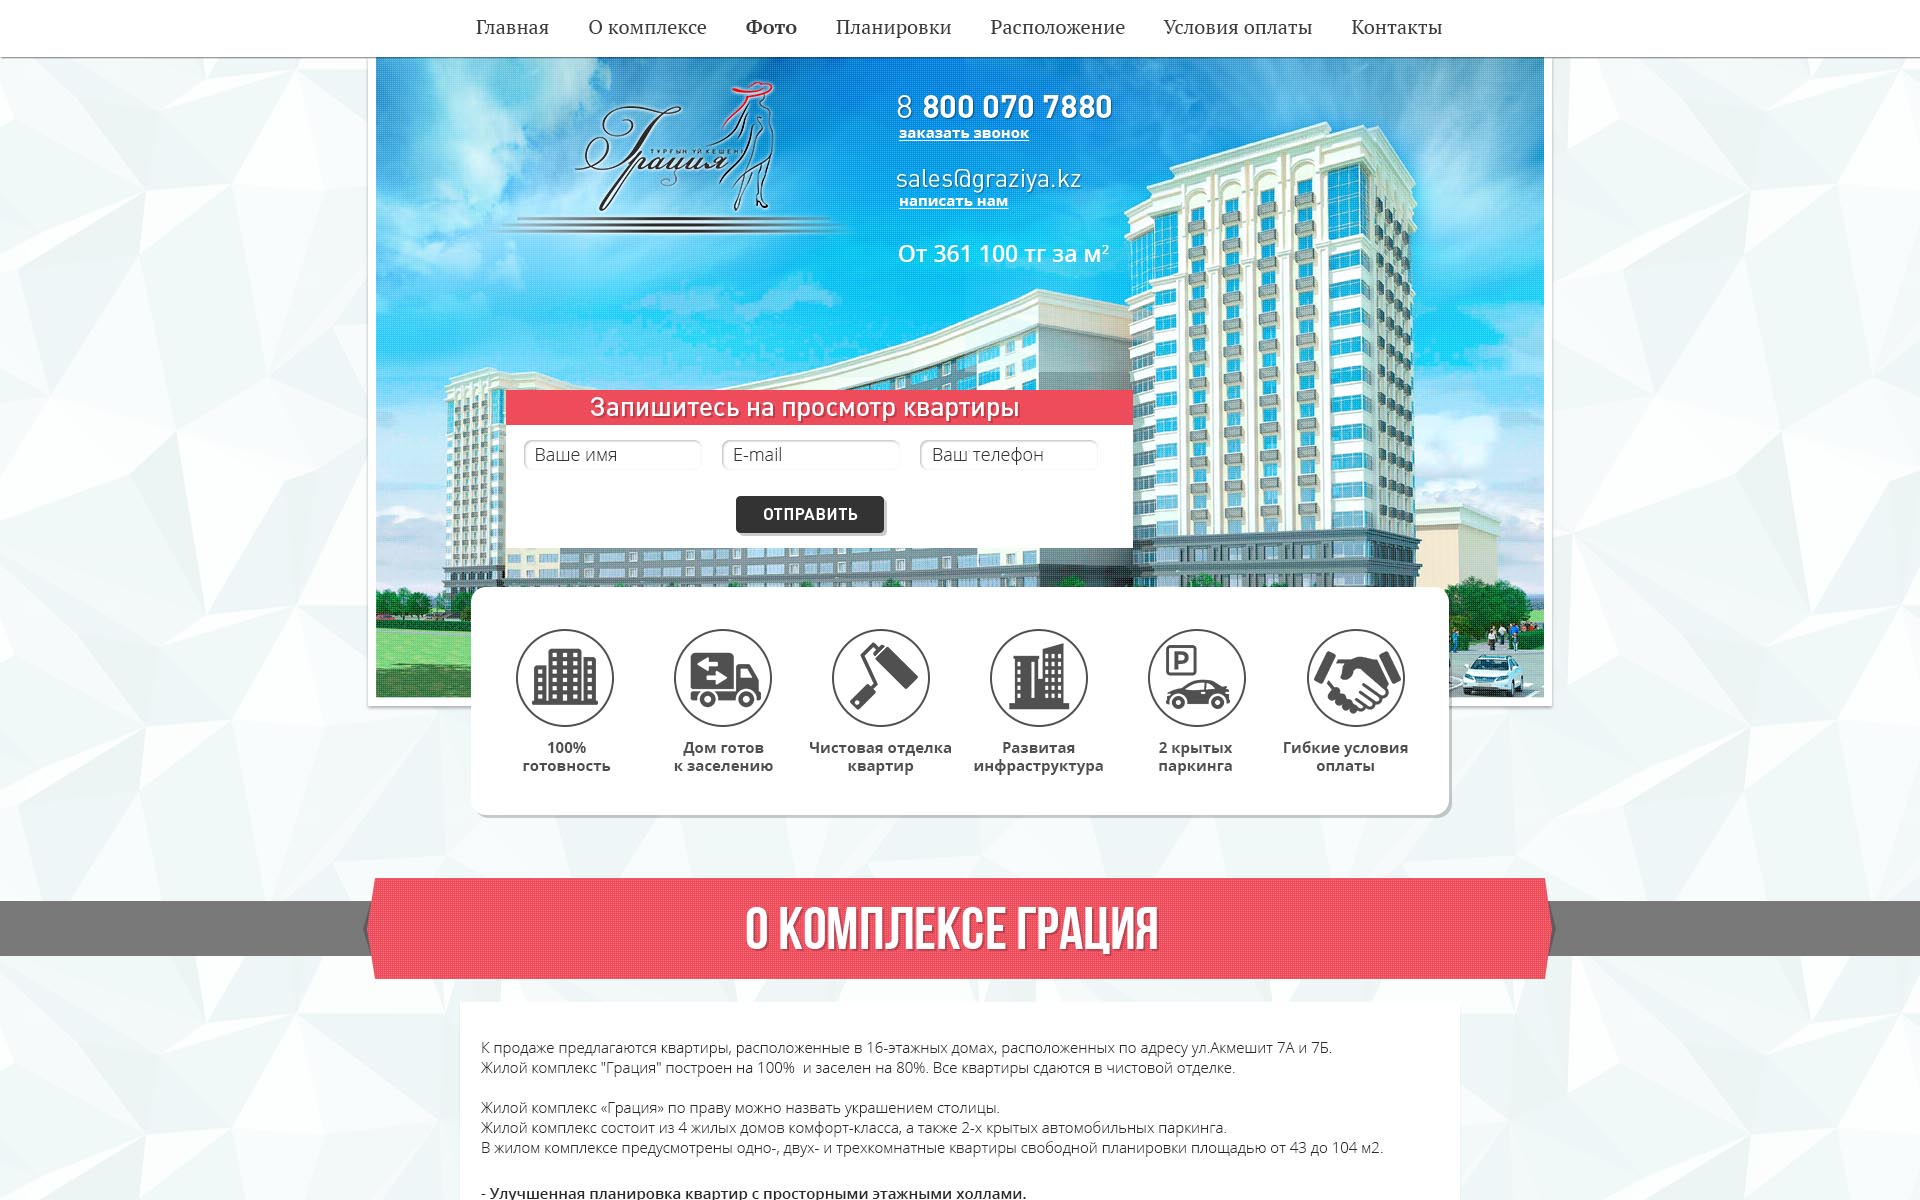 Главная О комплексе Фото Планировки Расположение Условия оплаты Контакты
ТҰРҒЫН ҮЙ КЕШЕНІ
Грация
8 800 070 7880
заказать звонок
sales@graziya.kz
написать нам
От 361 100 тг за м²
Запишитесь на просмотр квартиры
Ваше имя E-mail Ваш телефон
ОТПРАВИТЬ
P
100%
готовность
Дом готов
к заселению
Чистовая отделка
квартир
Развитая
инфраструктура
2 крытых
паркинга
Гибкие условия
оплаты
О КОМПЛЕКСЕ ГРАЦИЯ
К продаже предлагаются квартиры, расположенные в 16-этажных домах, расположенных по адресу ул.Акмешит 7А и 7Б.
Жилой комплекс "Грация" построен на 100%  и заселен на 80%. Все квартиры сдаются в чистовой отделке.
Жилой комплекс «Грация» по праву можно назвать украшением столицы.
Жилой комплекс состоит из 4 жилых домов комфорт-класса, а также 2-х крытых автомобильных паркинга.
В жилом комплексе предусмотрены одно-, двух- и трехкомнатные квартиры свободной планировки площадью от 43 до 104 м2.
- Улучшенная планировка квартир с просторными этажными холлами.